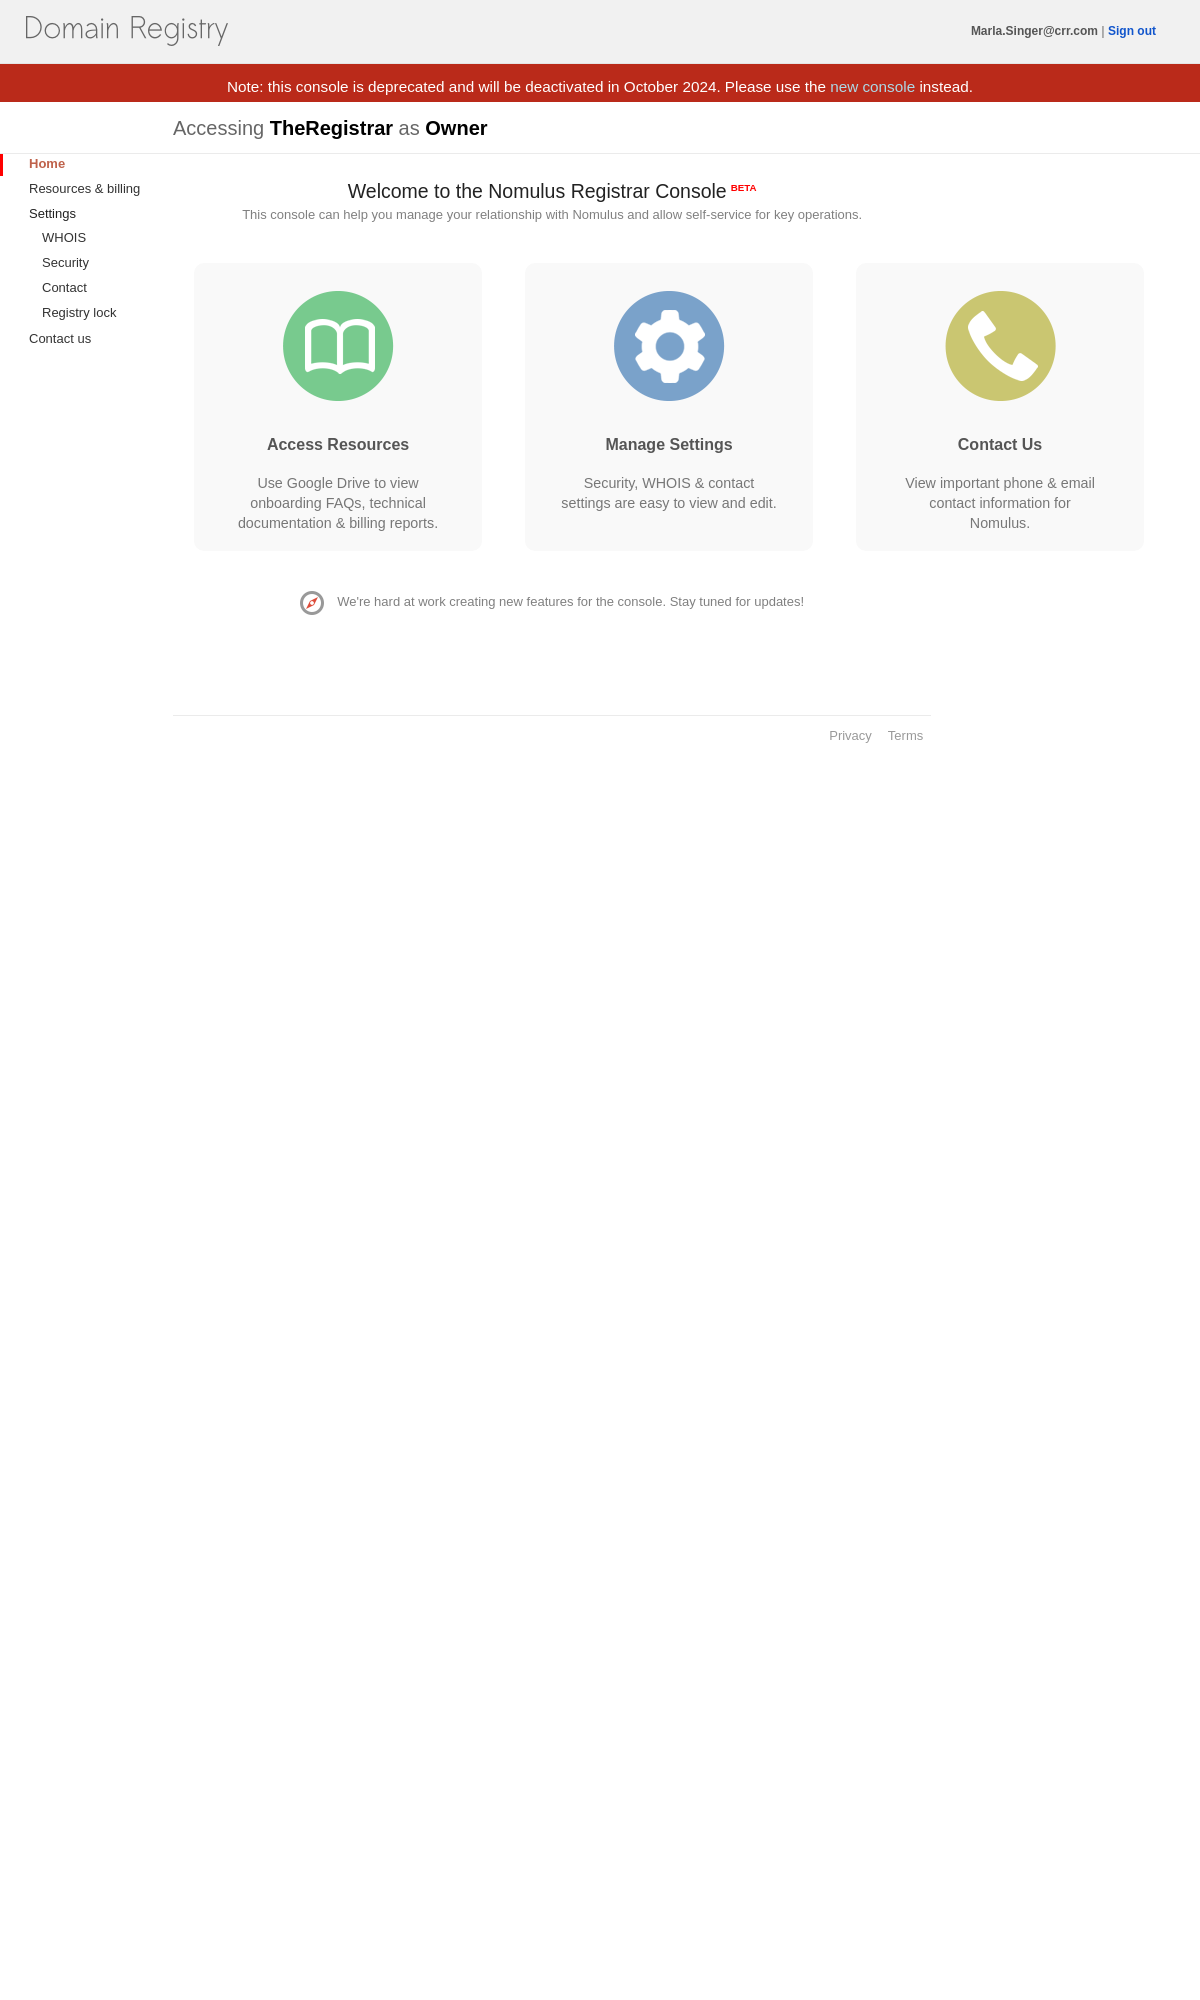 Domain Registry
Marla.Singer@crr.com | Sign out
Note: this console is deprecated and will be deactivated in October 2024. Please use the new console instead.
Accessing TheRegistrar as Owner
Home
Resources & billing
Settings
WHOIS
Security
Contact
Registry lock
Contact us
Welcome to the Nomulus Registrar Console BETA
This console can help you manage your relationship with Nomulus and allow self-service for key operations.
Access Resources
Use Google Drive to view
onboarding FAQs, technical
documentation & billing reports.
Manage Settings
Security, WHOIS & contact
settings are easy to view and edit.
Contact Us
View important phone & email
contact information for
Nomulus.
We're hard at work creating new features for the console. Stay tuned for updates!
Privacy Terms